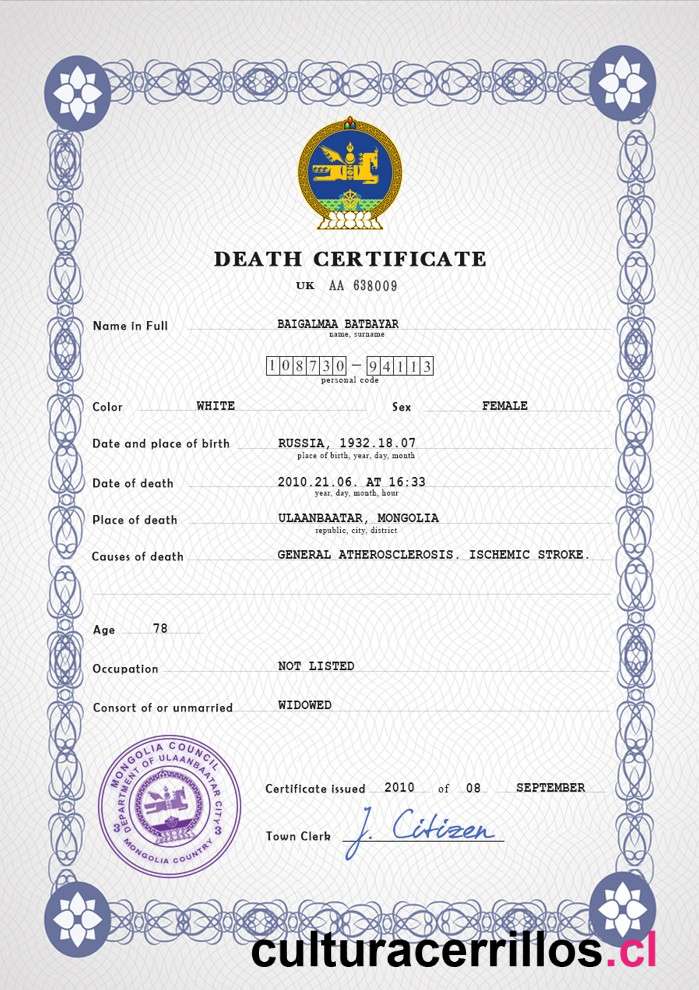 DEATH CERTIFICATE
UK AA 638009
Name in Full BAIGALMAA BATBAYAR
name, surname
108730 – 94113
personal code
Color WHITE Sex FEMALE
Date and place of birth RUSSIA, 1932.18.07
place of birth, year, day, month
Date of death 2010.21.06. AT 16:33
year, day, month, hour
Place of death ULAANBAATAR, MONGOLIA
republic, city, district
Causes of death GENERAL ATHEROSCLEROSIS. ISCHEMIC STROKE.
Age 78
Occupation NOT LISTED
Consort of or unmarried WIDOWED
MONGOLIA COUNCIL
DEPARTMENT OF ULAANBAATAR CITY
3 3
MONGOLIA COUNTRY
Certificate issued 2010 of 08 SEPTEMBER
Town Clerk J. Citizen
culturacerrillos.cl